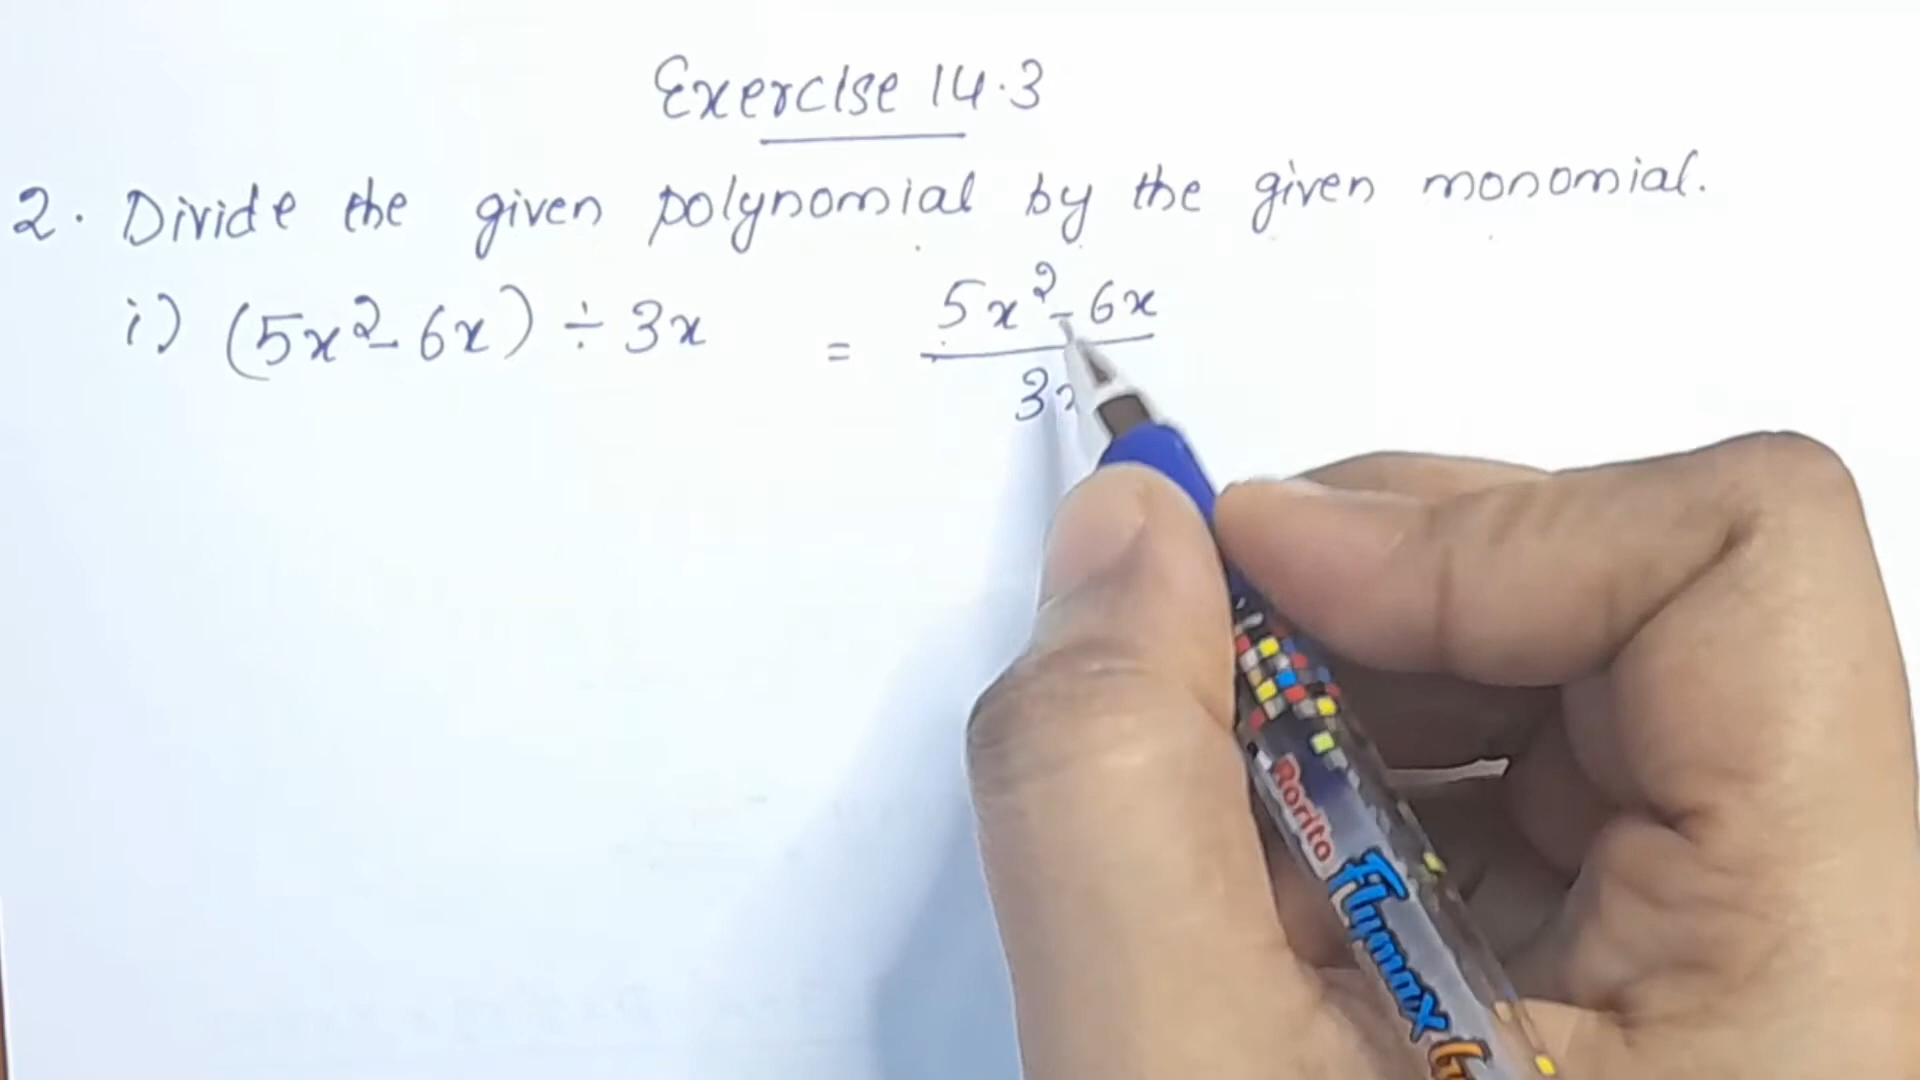 Exercise 14.3
2. Divide the given polynomial by the given monomial.
i) (5x² - 6x) ÷ 3x = 5x² - 6x
3x
Rorito
Flymax